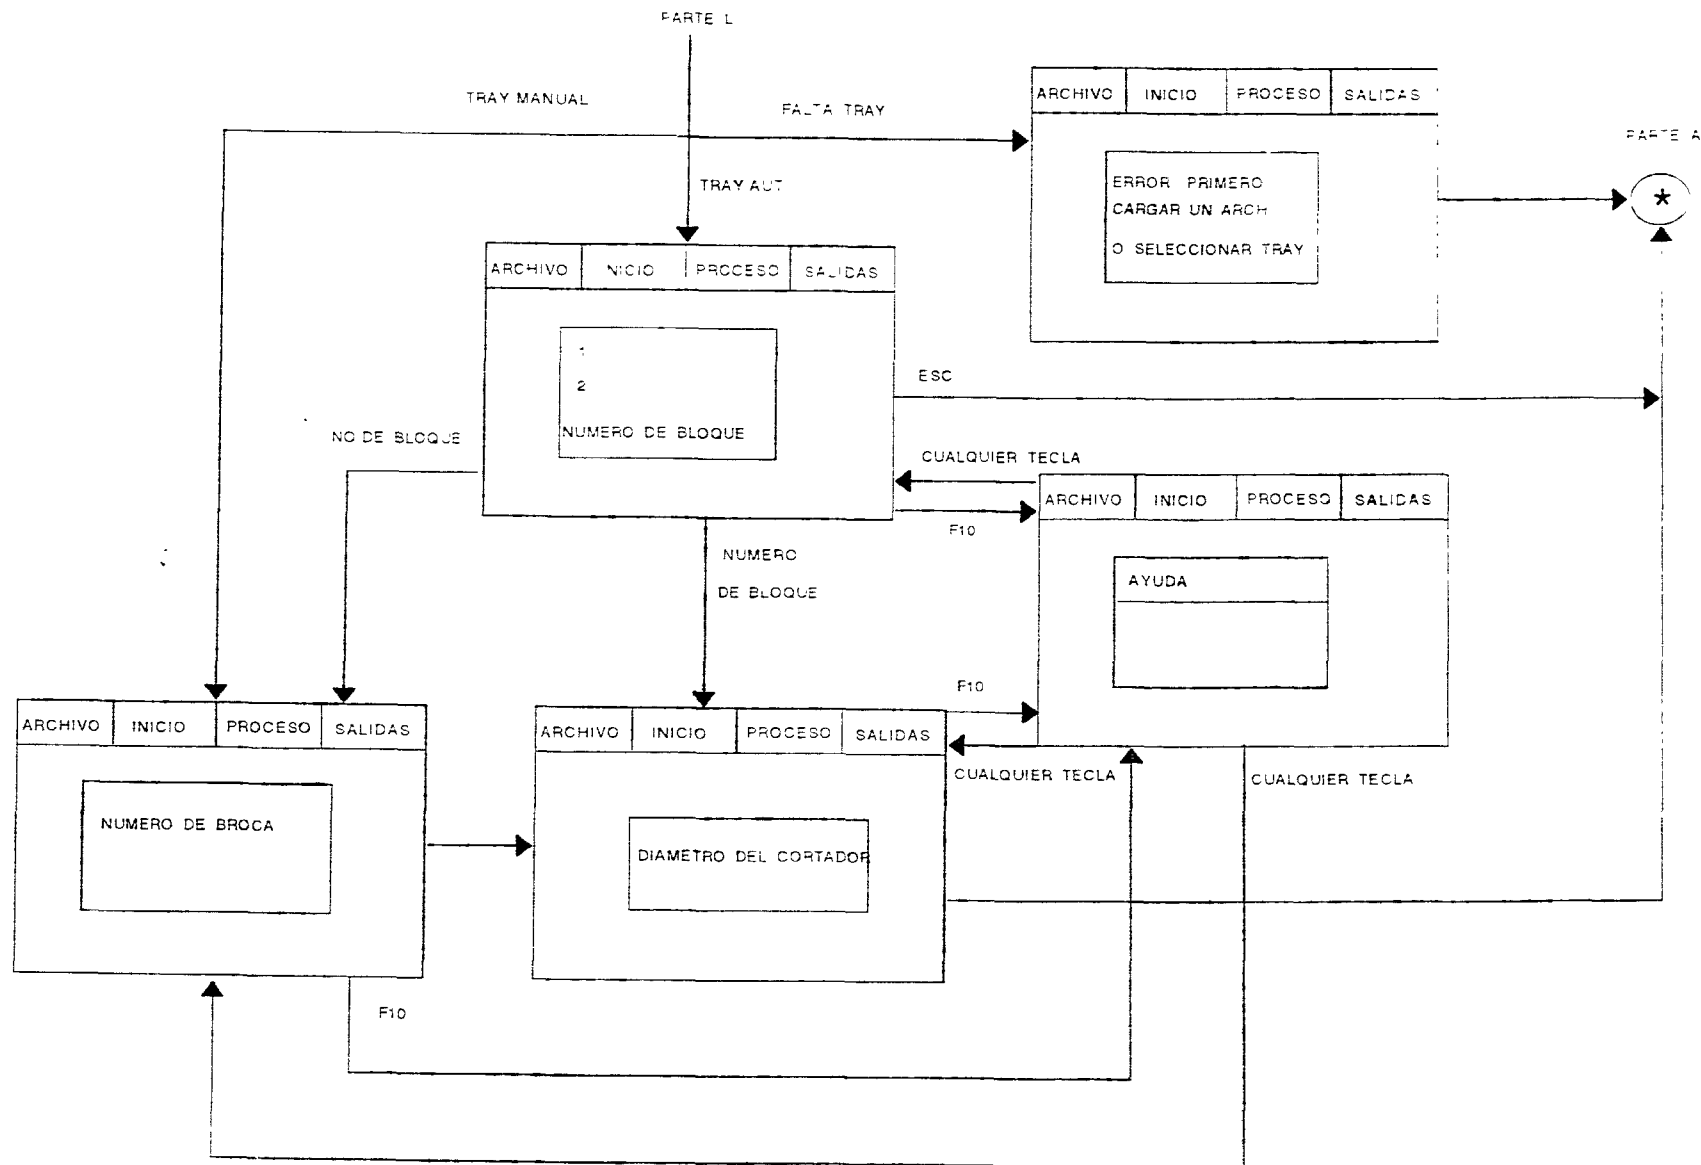 PARTE L
TRAY MANUAL
FALTA TRAY
ARCHIVO INICIO PROCESO SALIDAS
PARTE A
ERROR PRIMERO
CARGAR UN ARCH
O SELECCIONAR TRAY
*
TRAY AUT
ARCHIVO INICIO PROCESO SALIDAS
1
2
NUMERO DE BLOQUE
ESC
NO DE BLOQUE
CUALQUIER TECLA
F10
ARCHIVO INICIO PROCESO SALIDAS
AYUDA
NUMERO
DE BLOQUE
F10
CUALQUIER TECLA
CUALQUIER TECLA
ARCHIVO INICIO PROCESO SALIDAS
NUMERO DE BROCA
ARCHIVO INICIO PROCESO SALIDAS
DIAMETRO DEL CORTADOR
F10